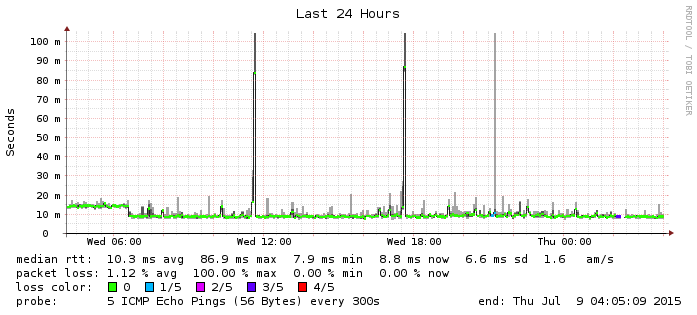 Last 24 Hours
RRDTOOL / TOBI OETIKER
Seconds
100 m
90 m
80 m
70 m
60 m
50 m
40 m
30 m
20 m
10 m
0
Wed 06:00 Wed 12:00 Wed 18:00 Thu 00:00
median rtt: 10.3 ms avg 86.9 ms max 7.9 ms min 8.8 ms now 6.6 ms sd 1.6 am/s
packet loss: 1.12 % avg 100.00 % max 0.00 % min 0.00 % now
loss color: 0 1/5 2/5 3/5 4/5
probe: 5 ICMP Echo Pings (56 Bytes) every 300s end: Thu Jul 9 04:05:09 2015